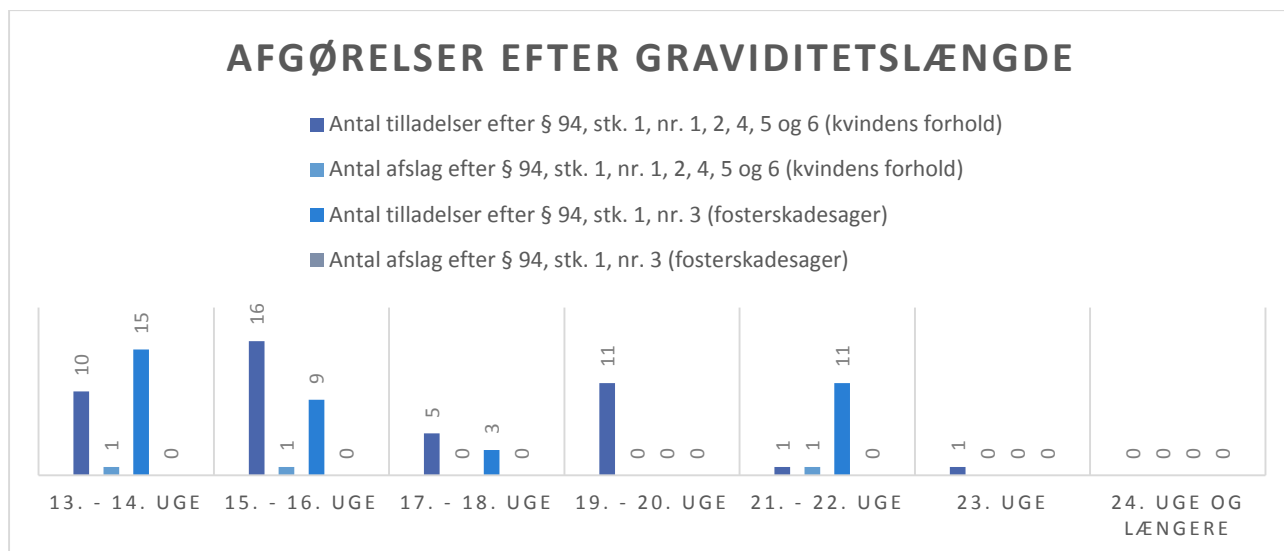 AFGØRELSER EFTER GRAVIDITETSLÆNGDE
Antal tilladelser efter § 94, stk. 1, nr. 1, 2, 4, 5 og 6 (kvindens forhold)
Antal afslag efter § 94, stk. 1, nr. 1, 2, 4, 5 og 6 (kvindens forhold)
Antal tilladelser efter § 94, stk. 1, nr. 3 (fosterskadesager)
Antal afslag efter § 94, stk. 1, nr. 3 (fosterskadesager)
10 1 15 0 16 1 9 0 5 0 3 0 11 0 0 0 1 1 11 0 1 0 0 0 0 0 0 0
13. - 14. UGE 15. - 16. UGE 17. - 18. UGE 19. - 20. UGE 21. - 22. UGE 23. UGE 24. UGE OG
LÆNGERE